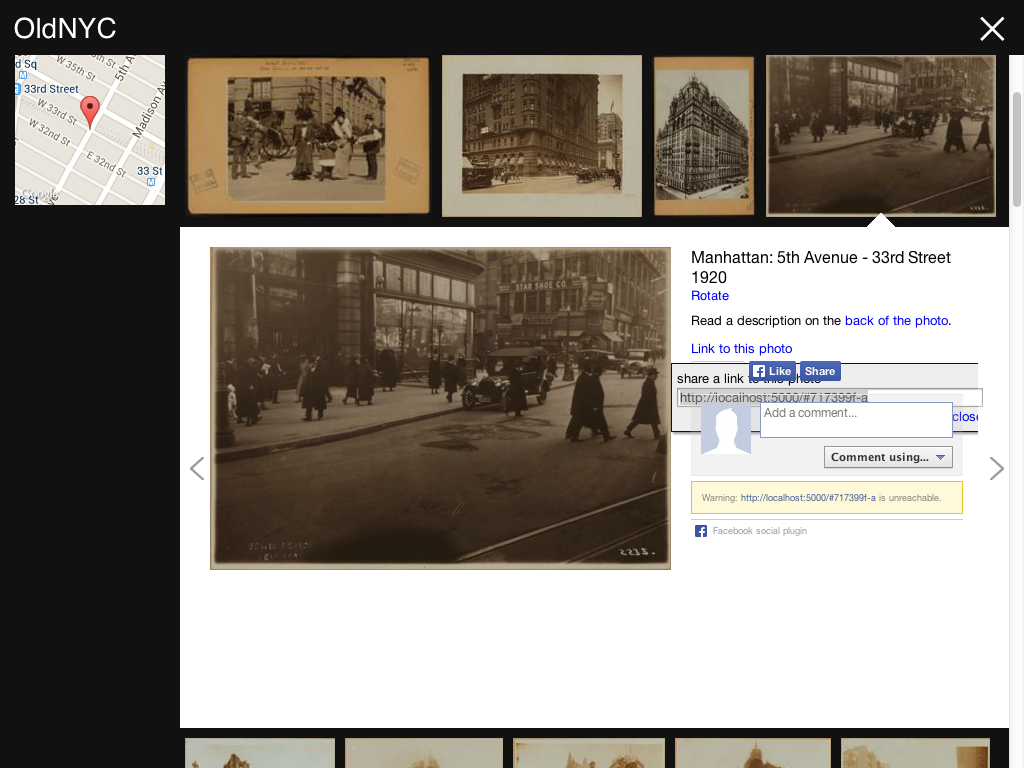 OldNYC
d Sq
W 35th St
5th A
33rd Street
Madison Av
W 33rd St
W 32nd St
E 32nd St
33 St
Google
28 St
STAR SHOE CO.
Manhattan: 5th Avenue - 33rd Street
1920
Rotate
Read a description on the back of the photo.
Link to this photo
Like Share
share a link to this photo
http://localhost:5000/#717399f-a
Add a comment...
close
Comment using...
Warning: http://localhost:5000/#717399f-a is unreachable.
Facebook social plugin